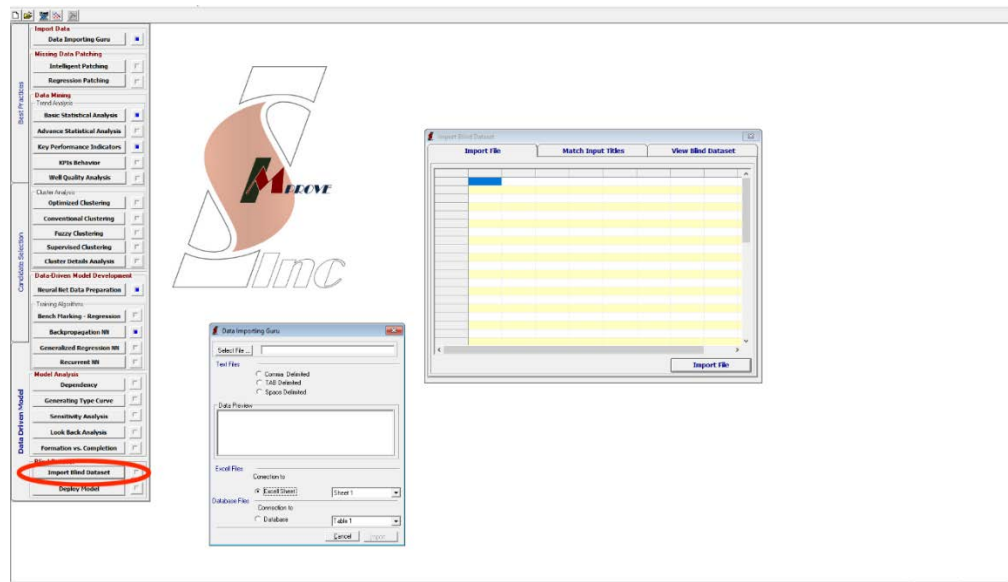 Import Data
Data Importing Guru
Missing Data Patching
Intelligent Patching
Regression Patching
Data Mining
Trend Analysis
Basic Statistical Analysis
Advance Statistical Analysis
Key Performance Indicators
KPIs Behavior
Well Quality Analysis
Cluster Analysis
Optimized Clustering
Conventional Clustering
Fuzzy Clustering
Supervised Clustering
Cluster Details Analysis
Data-Driven Model Development
Neural Net Data Preparation
Training Algorithms
Bench Marking - Regression
Backpropagation NN
Generalized Regression NN
Recurrent NN
Model Analysis
Dependency
Generating Type Curve
Sensitivity Analysis
Look Back Analysis
Formation vs. Completion
Import Blind Dataset
Deploy Model
Best Practices
Candidate Selection
Data Driven Model
IMPROVE
Inc
Data Importing Guru
Select File ...
Text Files
Comma Delimited
TAB Delimited
Space Delimited
Data Preview
Excel Files
Connection to
Excell Sheet
Sheet 1
Database Files
Connection to
Database
Table 1
Cancel
Import
Import Blind Dataset
Import File
Match Input Titles
View Blind Dataset
Import File